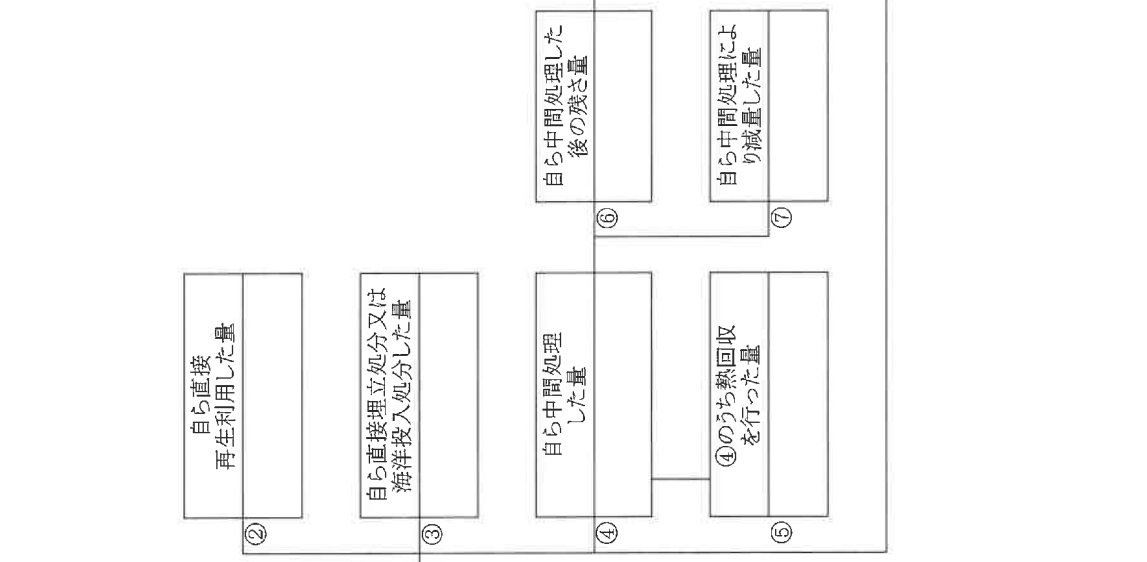 ②
自ら直接
再生利用した量
③
自ら直接埋立処分又は
海洋投入処分した量
④
自ら中間処理
した量
⑥
自ら中間処理した
後の残さ量
⑤
④のうち熱回収
を行った量
⑦
自ら中間処理によ
り減量した量